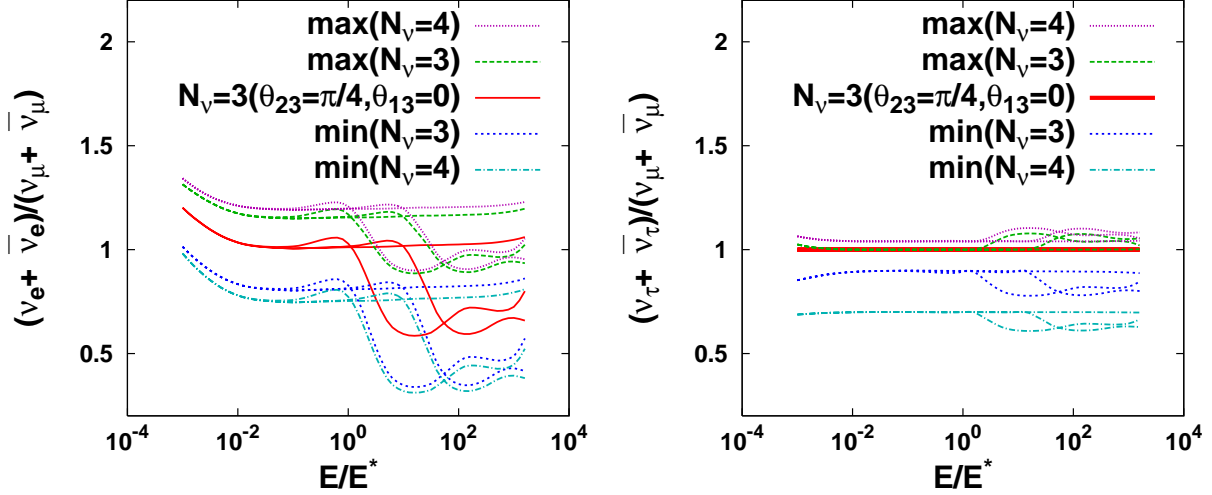 (ν_e+ ν̅_e)/(ν_μ+ ν̅_μ)
2
1.5
1
0.5
max(N_ν=4)
max(N_ν=3)
N_ν=3(θ_23=π/4,θ_13=0)
min(N_ν=3)
min(N_ν=4)
10^-4
10^-2
10^0
10^2
10^4
E/E^*
(ν_τ+ ν̅_τ)/(ν_μ+ ν̅_μ)
2
1.5
1
0.5
max(N_ν=4)
max(N_ν=3)
N_ν=3(θ_23=π/4,θ_13=0)
min(N_ν=3)
min(N_ν=4)
10^-4
10^-2
10^0
10^2
10^4
E/E^*